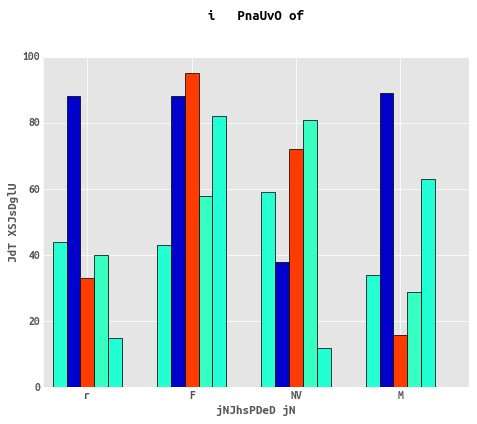 i   PnaUvO of
100
80
60
40
20
0
JdT XSJsDglU
r F NV M
jNJhsPDeD jN